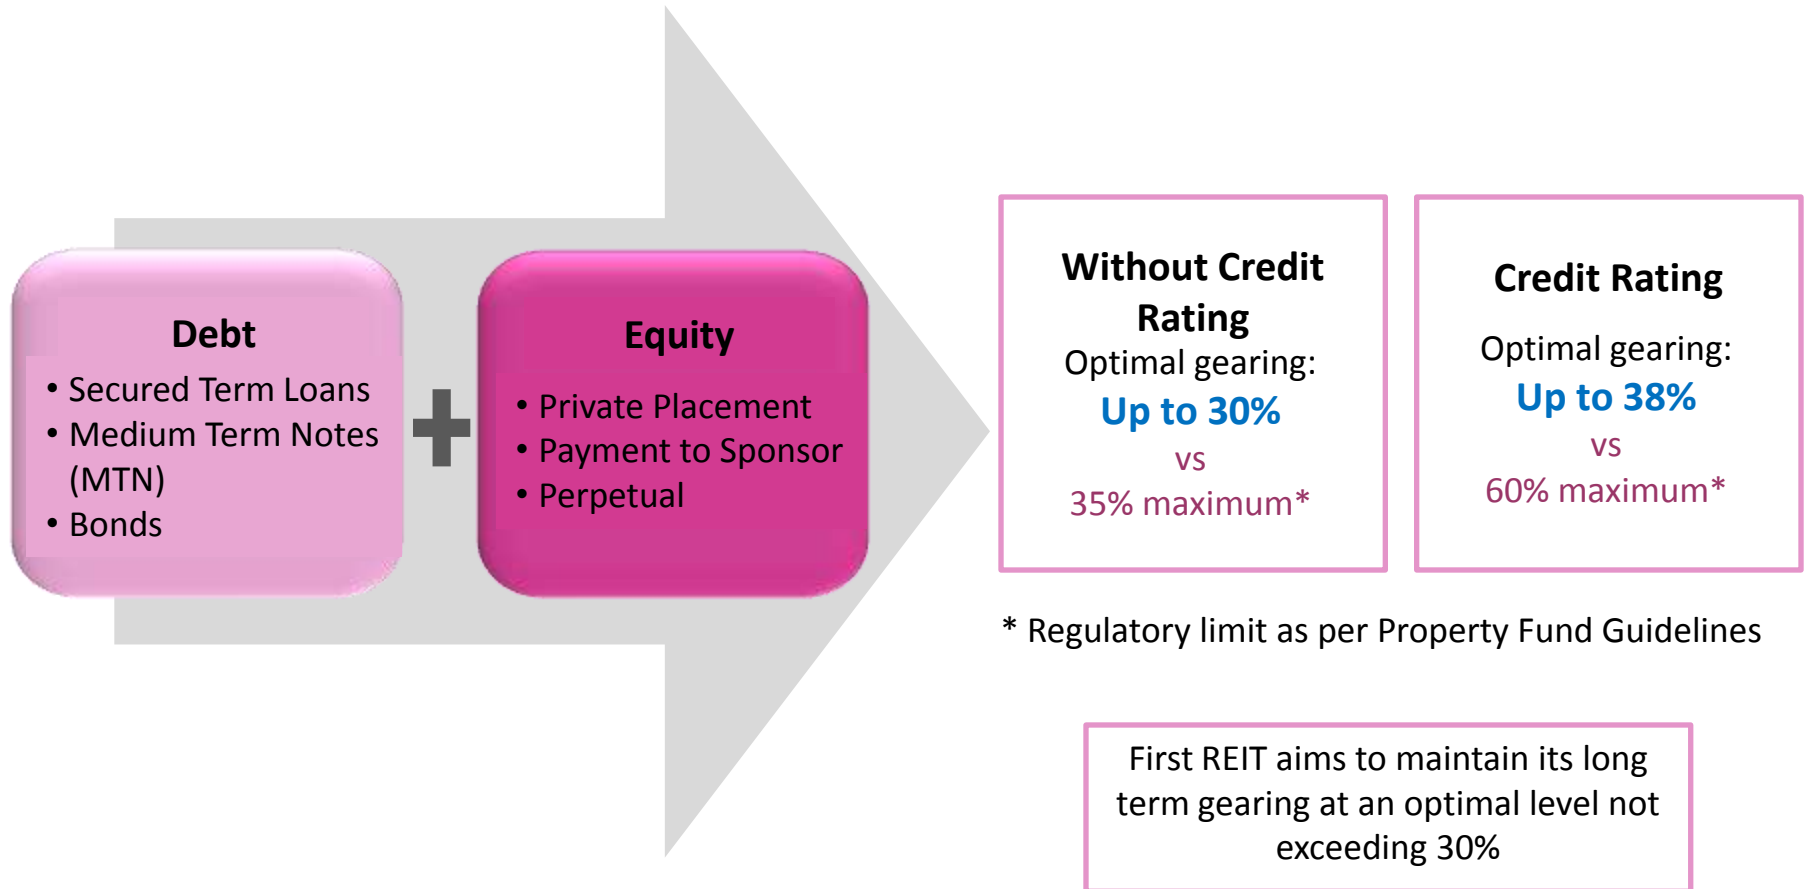 Debt
• Secured Term Loans
• Medium Term Notes
(MTN)
• Bonds
Equity
• Private Placement
• Payment to Sponsor
• Perpetual
Without Credit
Rating
Optimal gearing:
Up to 30%
vs
35% maximum*
Credit Rating
Optimal gearing:
Up to 38%
vs
60% maximum*
* Regulatory limit as per Property Fund Guidelines
First REIT aims to maintain its long
term gearing at an optimal level not
exceeding 30%